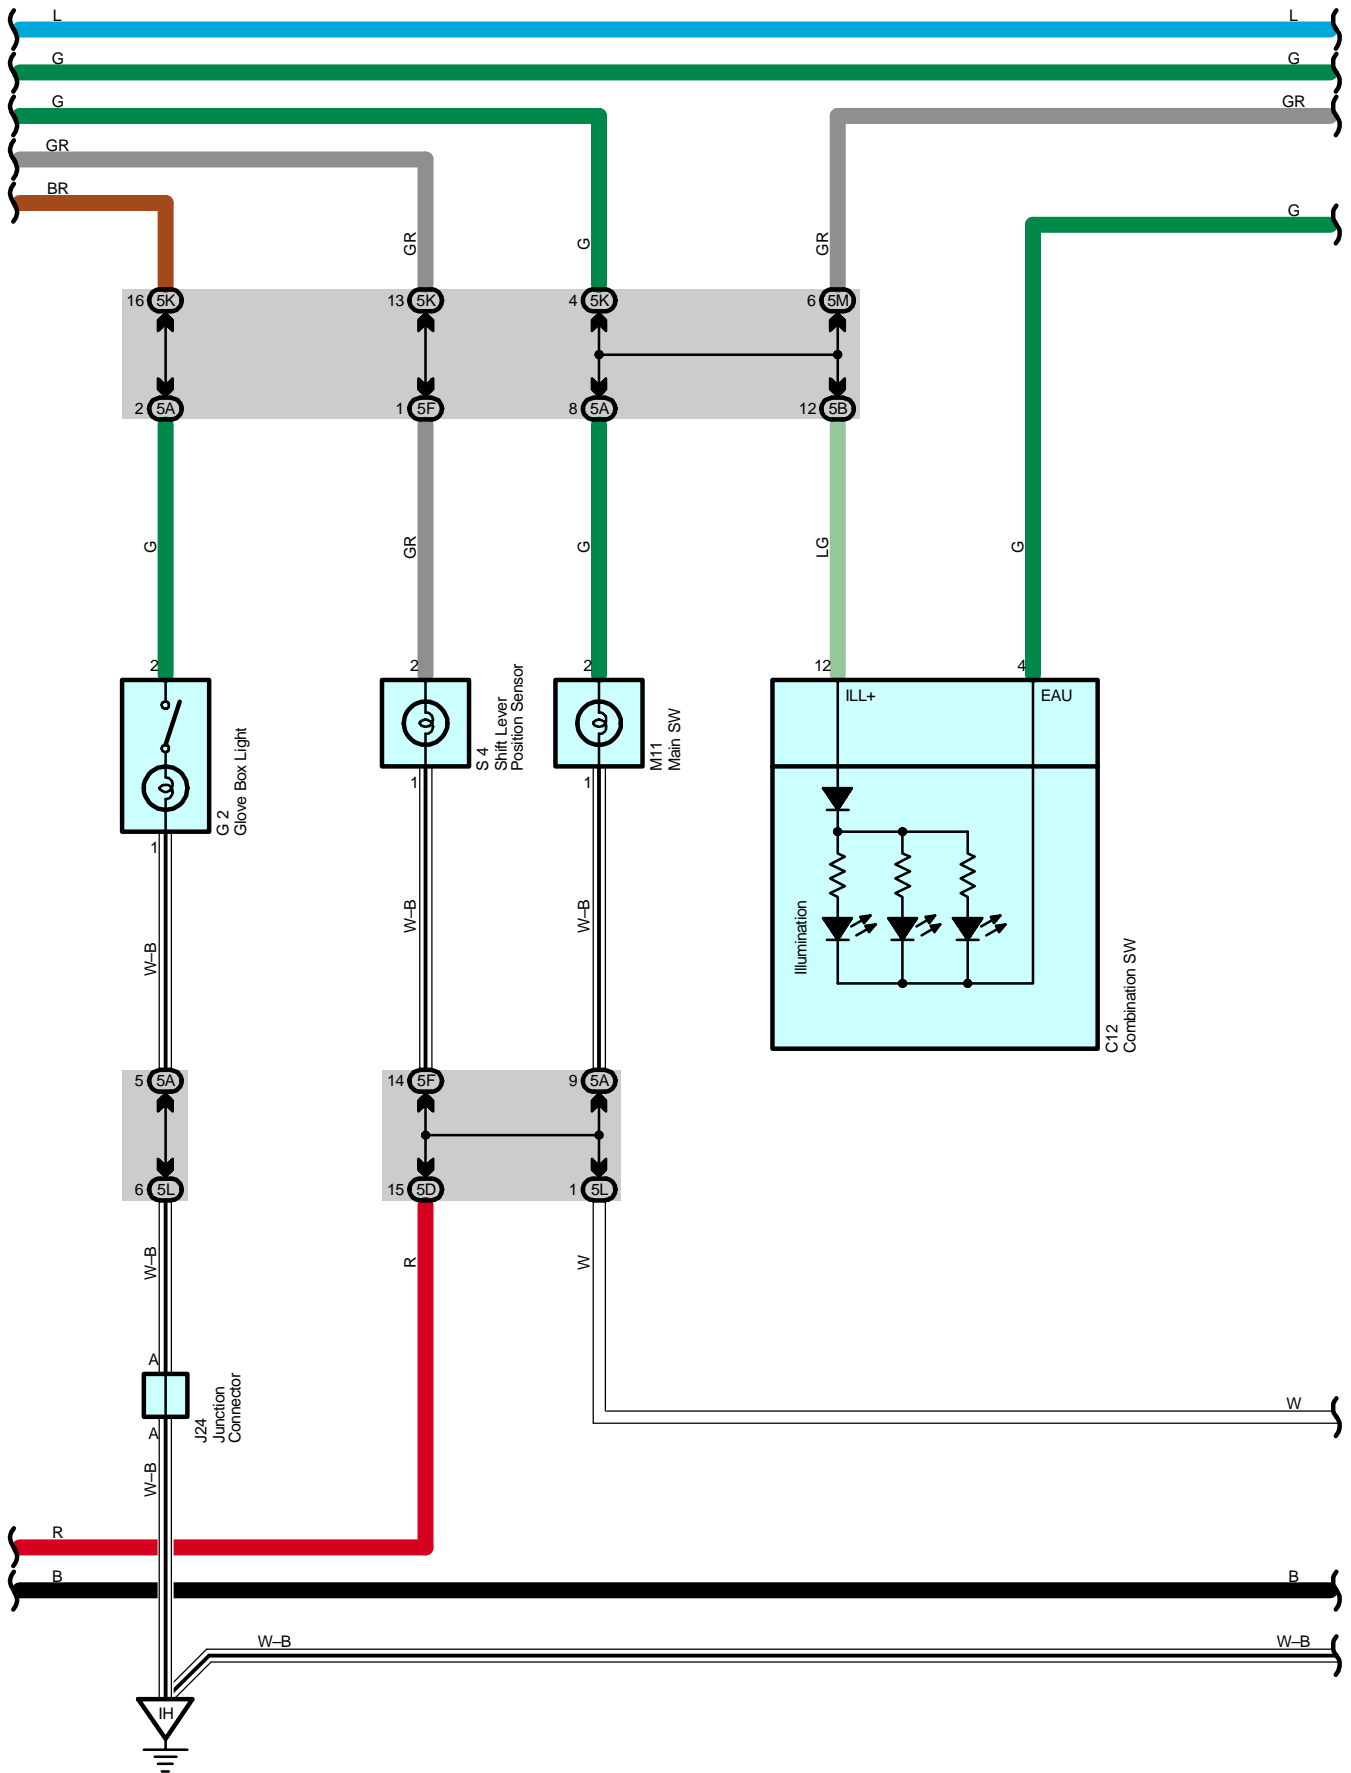 L L
G G
G GR
GR
BR G
GR G GR
16 5K 13 5K 4 5K 6 5M
2 5A 1 5F 8 5A 12 5B
G GR G LG G
2 2 2 12 4
ILL+ EAU
S 4
Shift Lever
Position Sensor
M11
Main SW
1 1
G 2
Glove Box Light
1
W–B W–B W–B
Illumination
C12
Combination SW
5 5A 14 5F 9 5A
6 5L 15 5D 1 5L
W–B R W
A
J24
Junction
Connector
A
W
W–B
R
B B
W–B W–B
IH